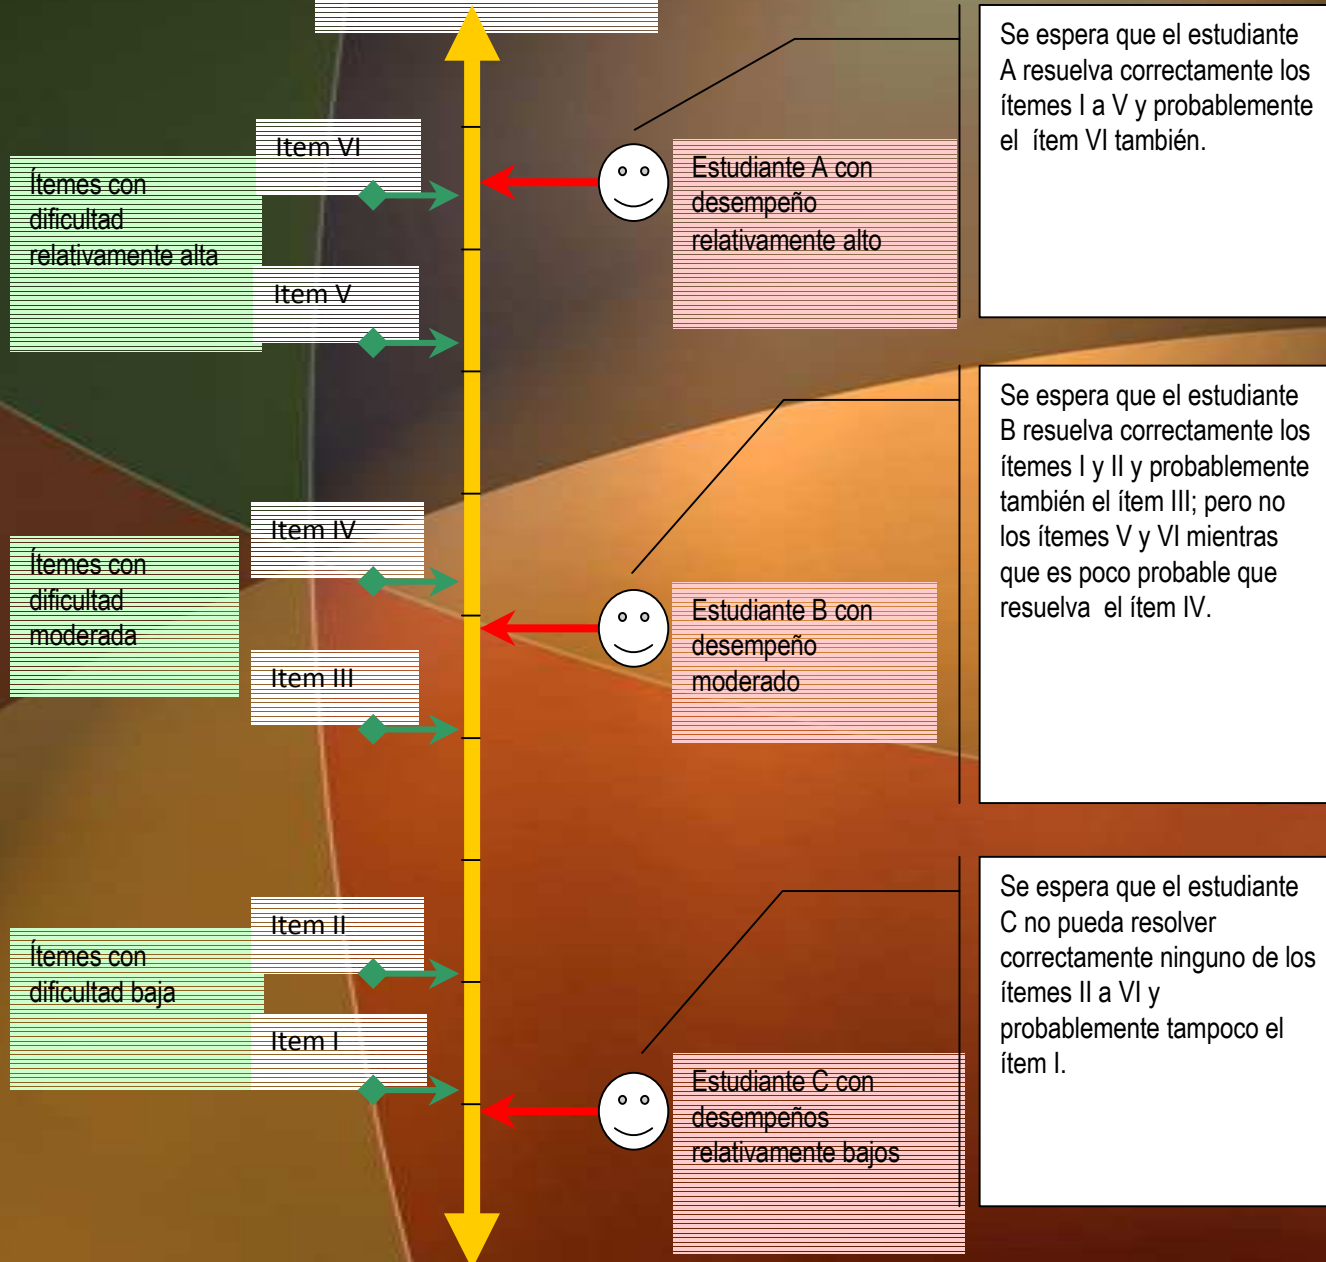 Se espera que el estudiante
A resuelva correctamente los
ítemes I a V y probablemente
el ítem VI también.
Item VI
Ítemes con
dificultad
relativamente alta
Estudiante A con
desempeño
relativamente alto
Item V
Se espera que el estudiante
B resuelva correctamente los
ítemes I y II y probablemente
también el ítem III; pero no
los ítemes V y VI mientras
que es poco probable que
resuelva el ítem IV.
Item IV
Ítemes con
dificultad
moderada
Estudiante B con
desempeño
moderado
Item III
Se espera que el estudiante
C no pueda resolver
correctamente ninguno de los
ítemes II a VI y
probablemente tampoco el
ítem I.
Item II
Ítemes con
dificultad baja
Item I
Estudiante C con
desempeños
relativamente bajos